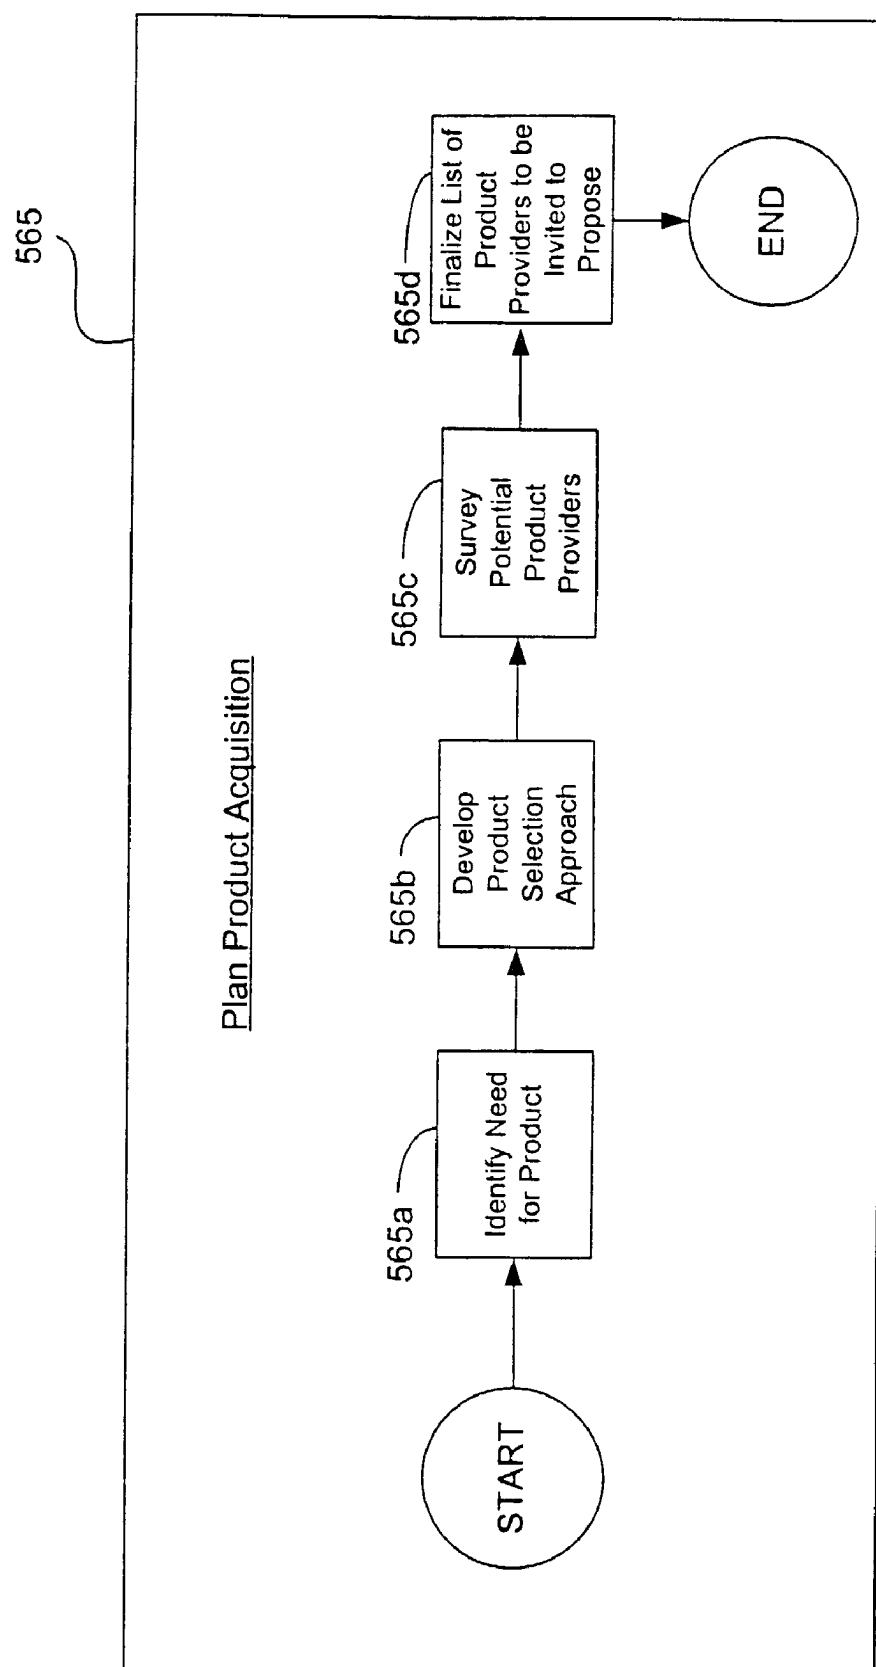 565
Plan Product Acquisition
START
565a
Identify Need
for Product
565b
Develop
Product
Selection
Approach
565c
Survey
Potential
Product
Providers
565d
Finalize List of
Product
Providers to be
Invited to
Propose
END